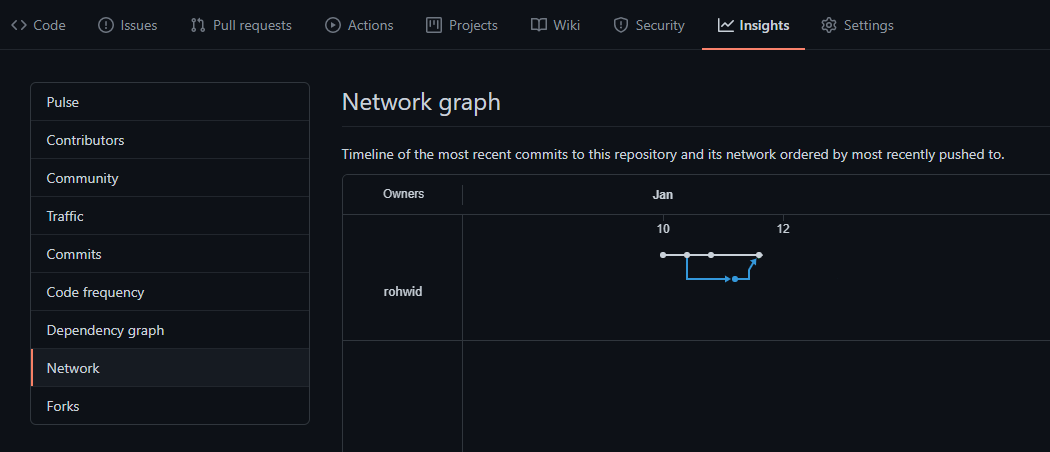 Code Issues Pull requests Actions Projects Wiki Security Insights Settings
Pulse
Contributors
Community
Traffic
Commits
Code frequency
Dependency graph
Network
Forks
Network graph
Timeline of the most recent commits to this repository and its network ordered by most recently pushed to.
Owners Jan
10 12
rohwid